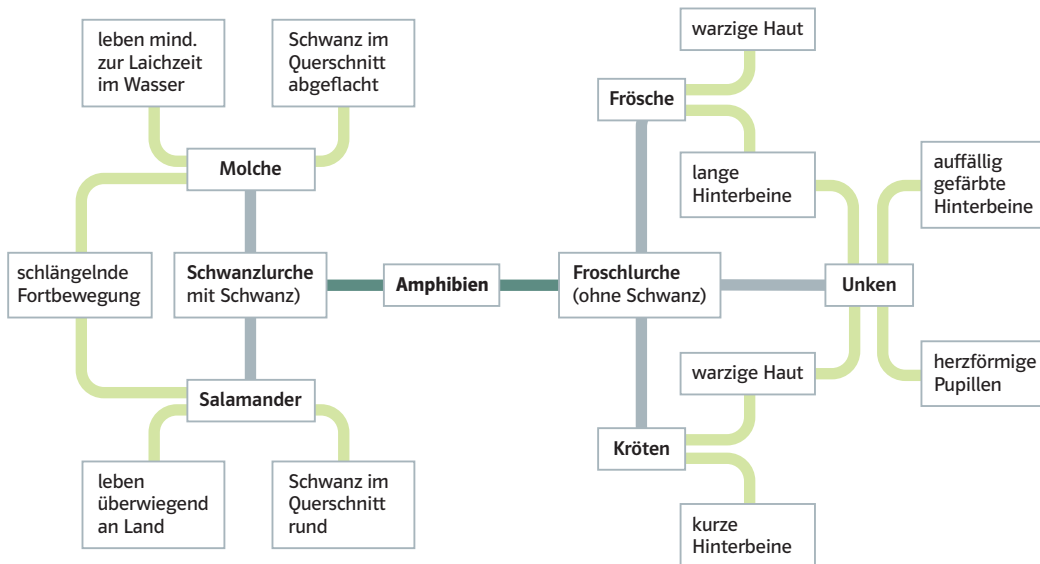 leben mind.
zur Laichzeit
im Wasser
Schwanz im
Querschnitt
abgeflacht
Molche
schlängelnde
Fortbewegung
Schwanzlurche
mit Schwanz)
Salamander
leben
überwiegend
an Land
Schwanz im
Querschnitt
rund
Amphibien
Froschlurche
(ohne Schwanz)
warzige Haut
Frösche
lange
Hinterbeine
auffällig
gefärbte
Hinterbeine
Unken
herzförmige
Pupillen
warzige Haut
Kröten
kurze
Hinterbeine